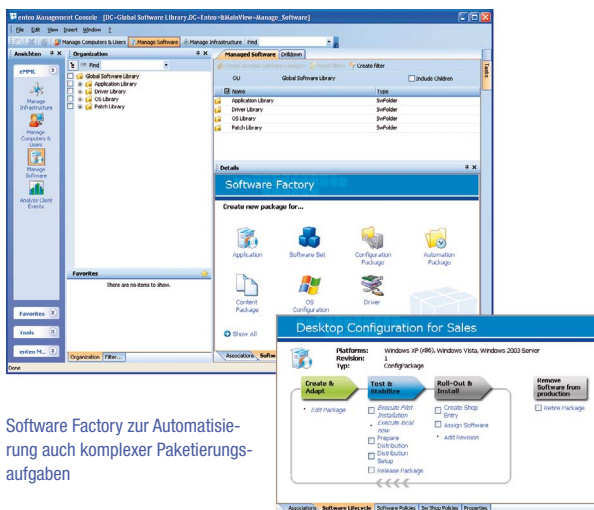 enteo Management Console [DC=Global Software Library,DC=Enteo>&MainView=Manage_Software]
File Edit View Insert Window ?
Manage Computers & Users Manage Software Manage Infrastructure Find
Ansichten
eMMC
Manage Infrastructure
Manage Computers & Users
Manage Software
Analyze Client Events
Favorites
Tools
enteo M...
Done
Organization
Find
Global Software Library
Application Library
Driver Library
OS Library
Patch Library
Favorites
There are no items to show.
Organization Filter...
Managed Software Drilldown
Create filter
OU Global Software Library Include Children
Name Type
Application Library SwFolder
Driver Library SwFolder
OS Library SwFolder
Patch Library SwFolder
Tasks
Details
Software Factory
Create new package for...
Application
Software Set
Configuration Package
Automation Package
Content Package
OS Configuration
Driver
Show All
Associations Softw
Desktop Configuration for Sales
Platforms: Windows XP (x86), Windows Vista, Windows 2003 Server
Revision: 1
Typ: ConfigPackage
Create & Adapt
Edit Package
Test & Stabilize
Execute Pilot Installation
Execute local now
Prepare Distribution
Distribution Setup
Release Package
Roll-Out & Install
Create Shop Entry
Assign Software
Add Revision
Remove Software from production
Retire Package
Associations Software Lifecycle Software Policies Sw Shop Policies Properties
Software Factory zur Automatisie-
rung auch komplexer Paketierungs-
aufgaben